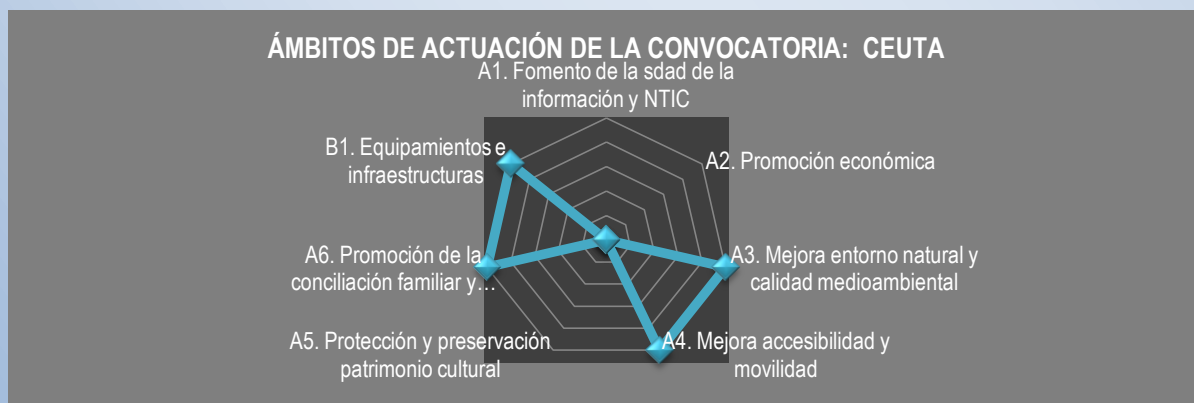 ÁMBITOS DE ACTUACIÓN DE LA CONVOCATORIA: CEUTA
A1. Fomento de la sdad de la
información y NTIC
A2. Promoción económica
A3. Mejora entorno natural y
calidad medioambiental
A4. Mejora accesibilidad y
movilidad
A5. Protección y preservación
patrimonio cultural
A6. Promoción de la
conciliación familiar y…
B1. Equipamientos e
infraestructuras